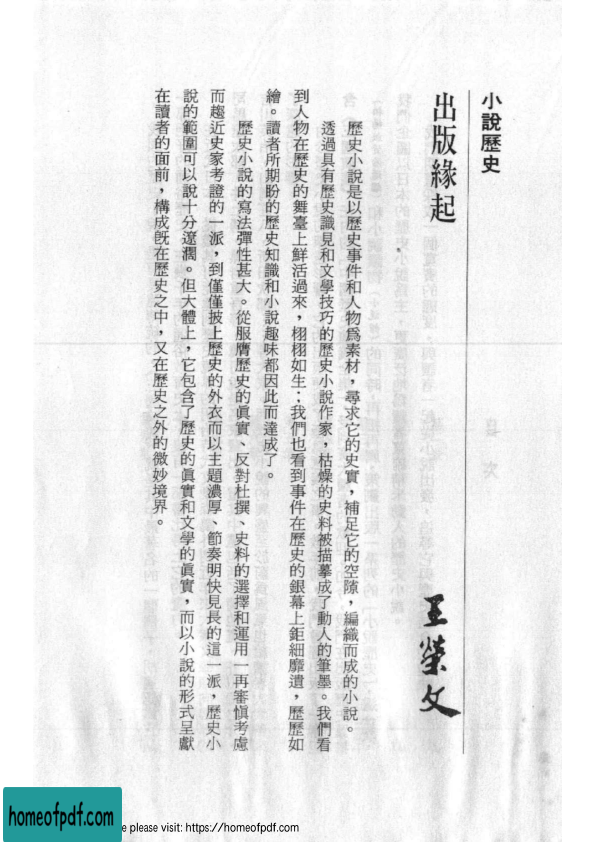 小說歷史
出版緣起
王榮文
歷史小說是以歷史事件和人物爲素材，尋求它的史實，補足它的空隙，編織而成的小說。
透過具有歷史識見和文學技巧的歷史小說作家，枯燥的史料被描摹成了動人的筆墨。我們看
到人物在歷史的舞臺上鮮活過來，栩栩如生；我們也看到事件在歷史的銀幕上鉅細靡遺，歷歷如
繪。讀者所期盼的歷史知識和小說趣味都因此而達成了。
歷史小說的寫法彈性甚大。從服膺歷史的眞實、反對杜撰、史料的選擇和運用一再審愼考慮
而趨近史家考證的一派，到僅僅披上歷史的外衣而以主題濃厚、節奏明快見長的這一派，歷史小
說的範圍可以說十分遼濶。但大體上，它包含了歷史的眞實和文學的眞實，而以小說的形式呈獻
在讀者的面前，構成既在歷史之中，又在歷史之外的微妙境界。
homeofpdf.com
e please visit: https://homeofpdf.com